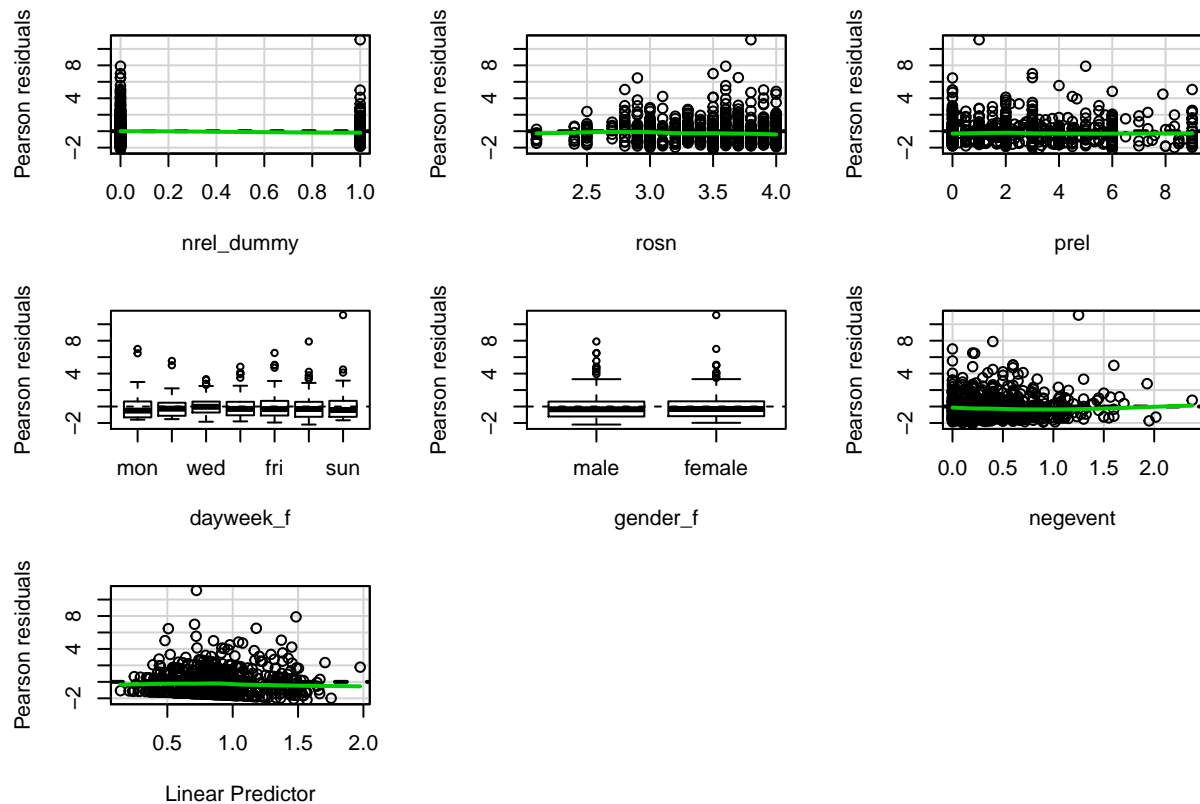 Pearson residuals
8
4
−2
0.0 0.2 0.4 0.6 0.8 1.0
nrel_dummy
Pearson residuals
8
4
−2
2.5 3.0 3.5 4.0
rosn
Pearson residuals
8
4
−2
0 2 4 6 8
prel
Pearson residuals
8
4
−2
mon wed fri sun
dayweek_f
Pearson residuals
8
4
−2
male female
gender_f
Pearson residuals
8
4
−2
0.0 0.5 1.0 1.5 2.0
negevent
Pearson residuals
8
4
−2
0.5 1.0 1.5 2.0
Linear Predictor